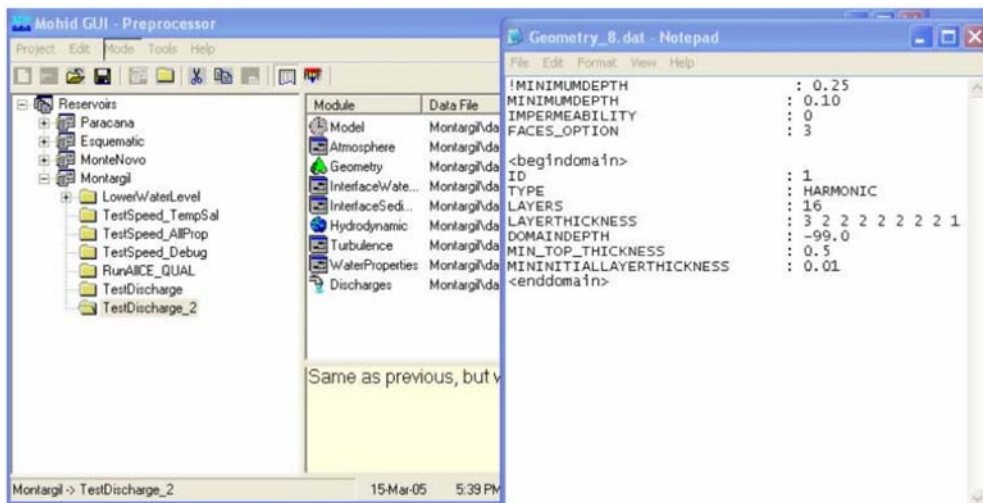 Mohid GUI - Preprocessor
Project Edit Mode Tools Help
Reservoirs
Paracana
Esquematic
MonteNovo
Montargil
LowerWaterLevel
TestSpeed_TempSal
TestSpeed_AllProp
TestSpeed_Debug
RunAllCE_QUAL
TestDischarge
TestDischarge_2
Module Data File
Model Montargil\da
Atmosphere Montargil\da
Geometry Montargil\da
InterfaceWate... Montargil\da
InterfaceSedi... Montargil\da
Hydrodynamic Montargil\da
Turbulence Montargil\da
WaterProperties Montargil\da
Discharges Montargil\da
Same as previous, but w
Montargil -> TestDischarge_2 15-Mar-05 5:39 PM
Geometry_8.dat - Notepad
File Edit Format View Help
!MINIMUMDEPTH : 0.25
MINIMUMDEPTH : 0.10
IMPERMEABILITY : 0
FACES_OPTION : 3
<begindomain>
ID : 1
TYPE : HARMONIC
LAYERS : 16
LAYERTHICKNESS : 3 2 2 2 2 2 2 2 2 1
DOMAINDEPTH : -99.0
MIN_TOP_THICKNESS : 0.5
MININITIALLAYERTHICKNESS : 0.01
<enddomain>